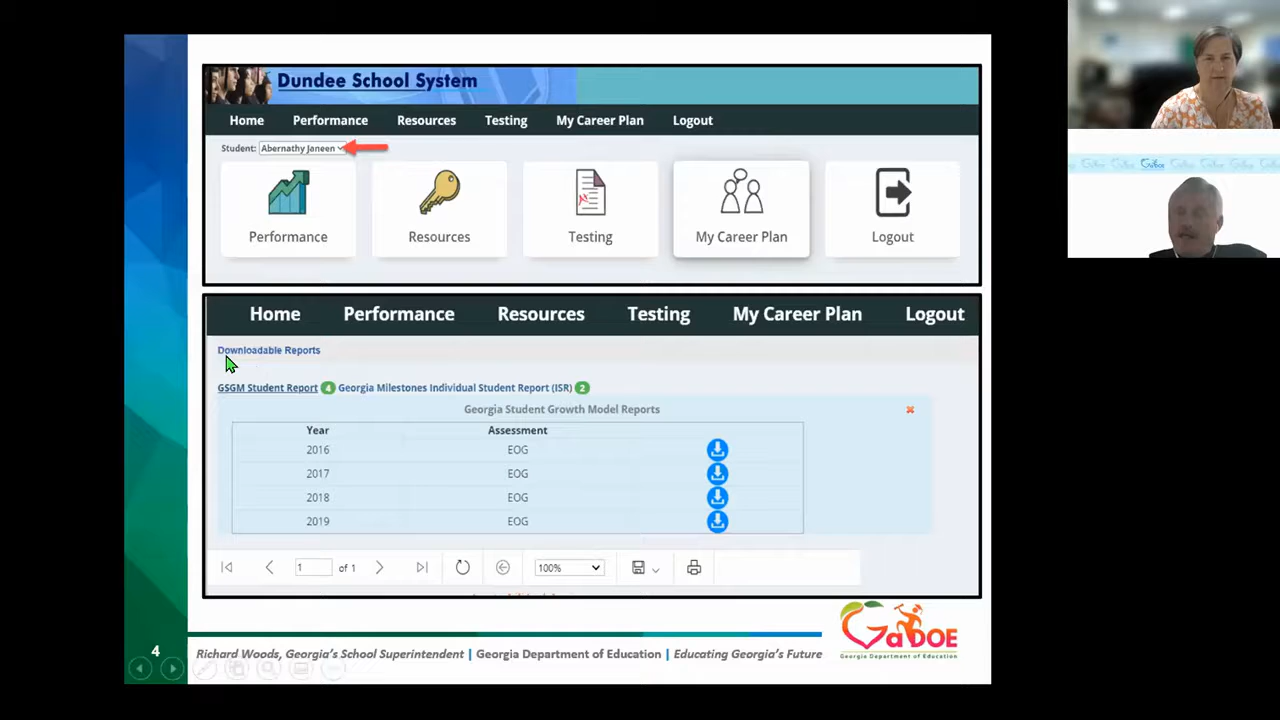 Dundee School System
Home Performance Resources Testing My Career Plan Logout
Student: Abernathy Janeen
Performance Resources Testing My Career Plan Logout
Home Performance Resources Testing My Career Plan Logout
Downloadable Reports
GSGM Student Report 4 Georgia Milestones Individual Student Report (ISR) 2
Georgia Student Growth Model Reports
Year Assessment
2016 EOG
2017 EOG
2018 EOG
2019 EOG
1 of 1 100%
GaDOE
Georgia Department of Education
4
Richard Woods, Georgia's School Superintendent | Georgia Department of Education | Educating Georgia's Future
GaDOE